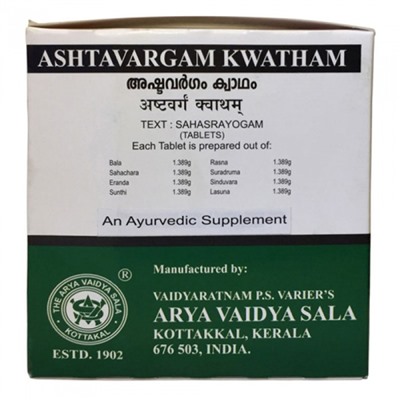 ASHTAVARGAM KWATHAM
അഷ്ടവർഗം ക്വാഥം
अष्टवर्गं क्वाथम्
TEXT : SAHASRAYOGAM
(TABLETS)
Each Tablet is prepared out of:
Bala 1.389g Rasna 1.389g
Sahachara 1.389g Suradruma 1.389g
Eranda 1.389g Sinduvara 1.389g
Sunthi 1.389g Lasuna 1.389g
An Ayurvedic Supplement
Manufactured by:
THE ARYA VAIDYA SALA
KOTTAKKAL
®
VAIDYARATNAM P.S. VARIER'S
ARYA VAIDYA SALA
KOTTAKKAL, KERALA
ESTD. 1902
676 503, INDIA.